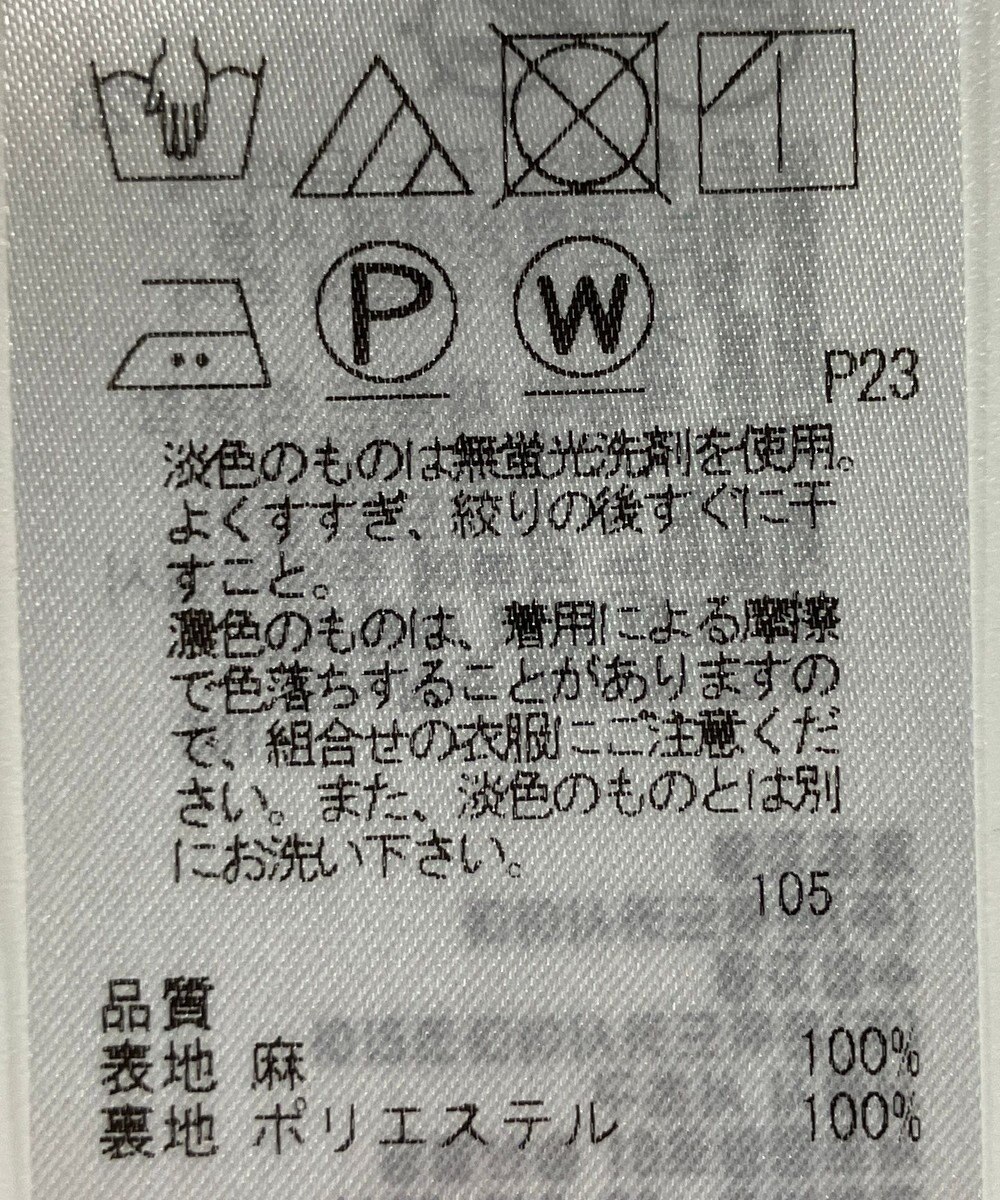 P
W
P23
淡色のものは無蛍光洗剤を使用。
よくすすぎ、絞りの後すぐに干
すこと。
濃色のものは、着用による摩擦
で色落ちすることがありますの
で、組合せの衣服にご注意くだ
さい。また、淡色のものとは別
にお洗い下さい。
105
品質
表地 麻 100%
裏地 ポリエステル 100%